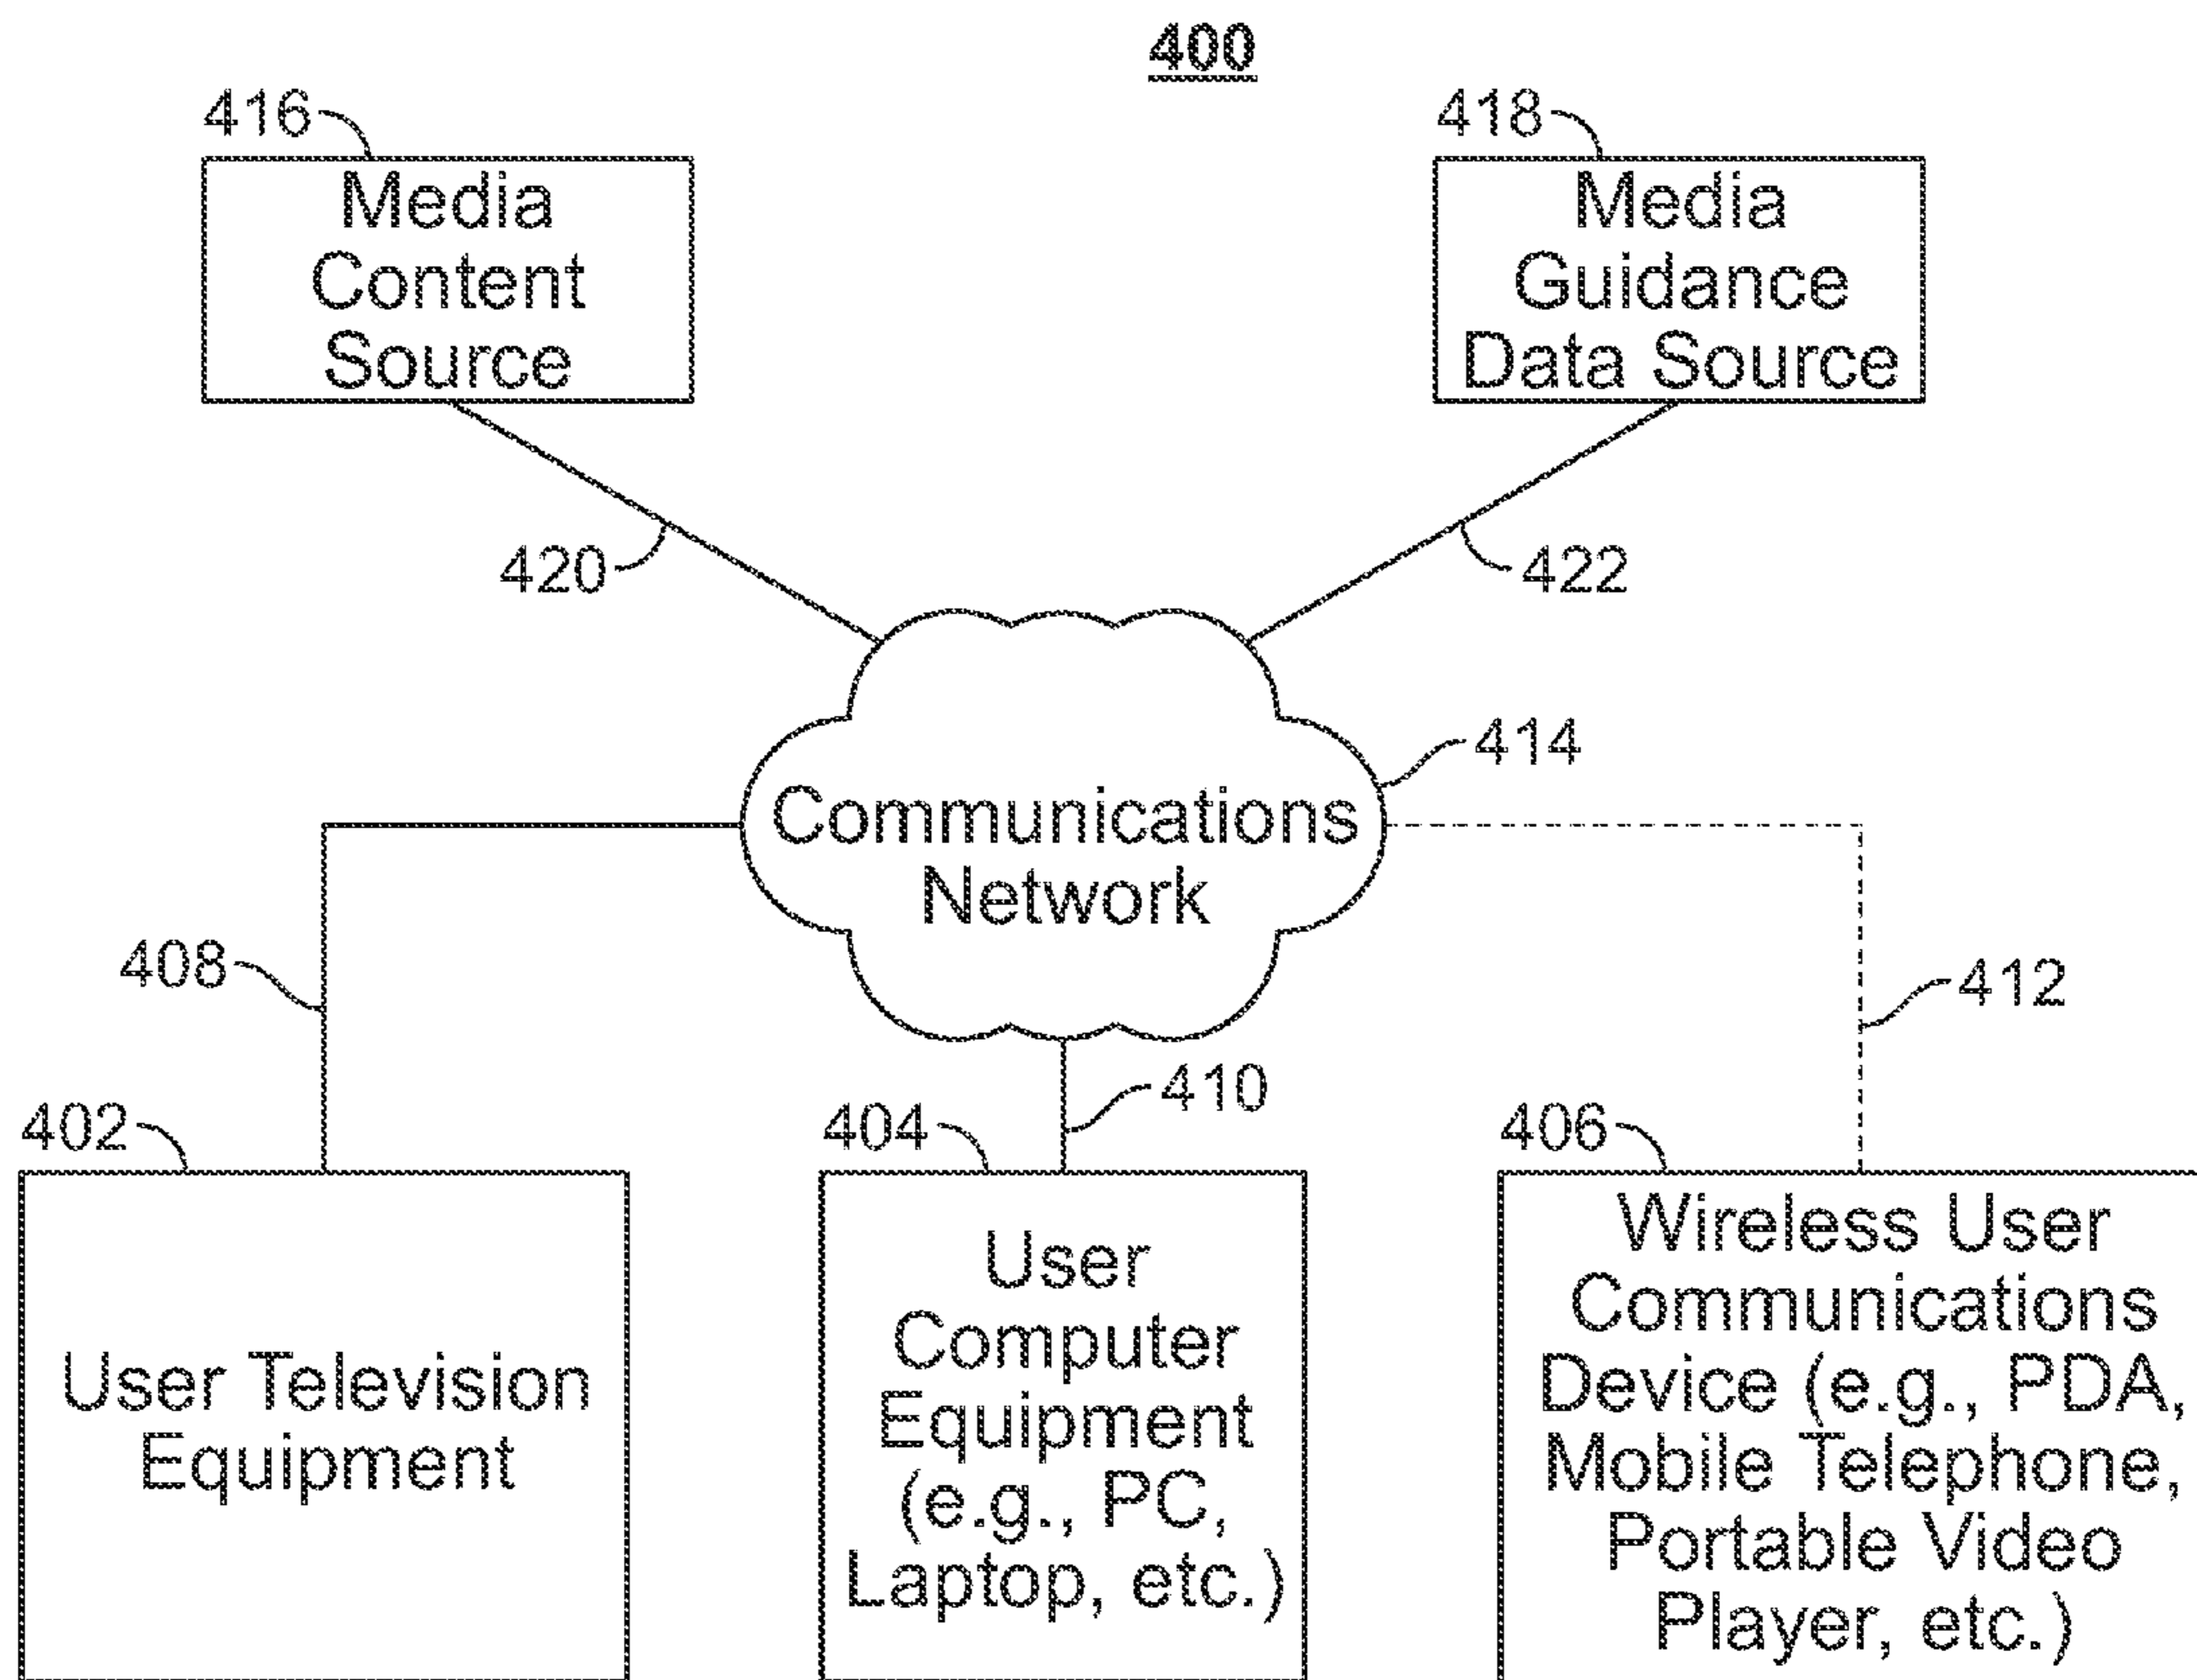 400
416
Media
Content
Source
418
Media
Guidance
Data Source
420
422
414
Communications
Network
408
412
410
402
User Television
Equipment
404
User
Computer
Equipment
(e.g., PC,
Laptop, etc.)
406
Wireless User
Communications
Device (e.g., PDA,
Mobile Telephone,
Portable Video
Player, etc.)